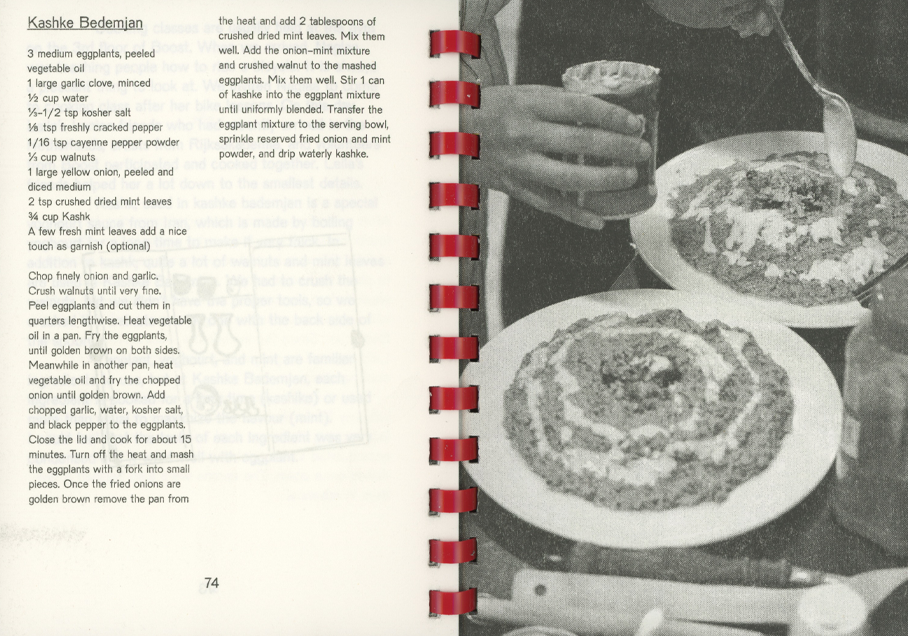 Kashke Bedemjan
3 medium eggplants, peeled
vegetable oil
1 large garlic clove, minced
½ cup water
⅓-1/2 tsp kosher salt
⅛ tsp freshly cracked pepper
1/16 tsp cayenne pepper powder
⅓ cup walnuts
1 large yellow onion, peeled and
diced medium
2 tsp crushed dried mint leaves
¾ cup Kashk
A few fresh mint leaves add a nice
touch as garnish (optional)
Chop finely onion and garlic.
Crush walnuts until very fine.
Peel eggplants and cut them in
quarters lengthwise. Heat vegetable
oil in a pan. Fry the eggplants,
until golden brown on both sides.
Meanwhile in another pan, heat
vegetable oil and fry the chopped
onion until golden brown. Add
chopped garlic, water, kosher salt,
and black pepper to the eggplants.
Close the lid and cook for about 15
minutes. Turn off the heat and mash
the eggplants with a fork into small
pieces. Once the fried onions are
golden brown remove the pan from
the heat and add 2 tablespoons of
crushed dried mint leaves. Mix them
well. Add the onion-mint mixture
and crushed walnut to the mashed
eggplants. Mix them well. Stir 1 can
of kashke into the eggplant mixture
until uniformly blended. Transfer the
eggplant mixture to the serving bowl,
sprinkle reserved fried onion and mint
powder, and drip waterly kashke.
74